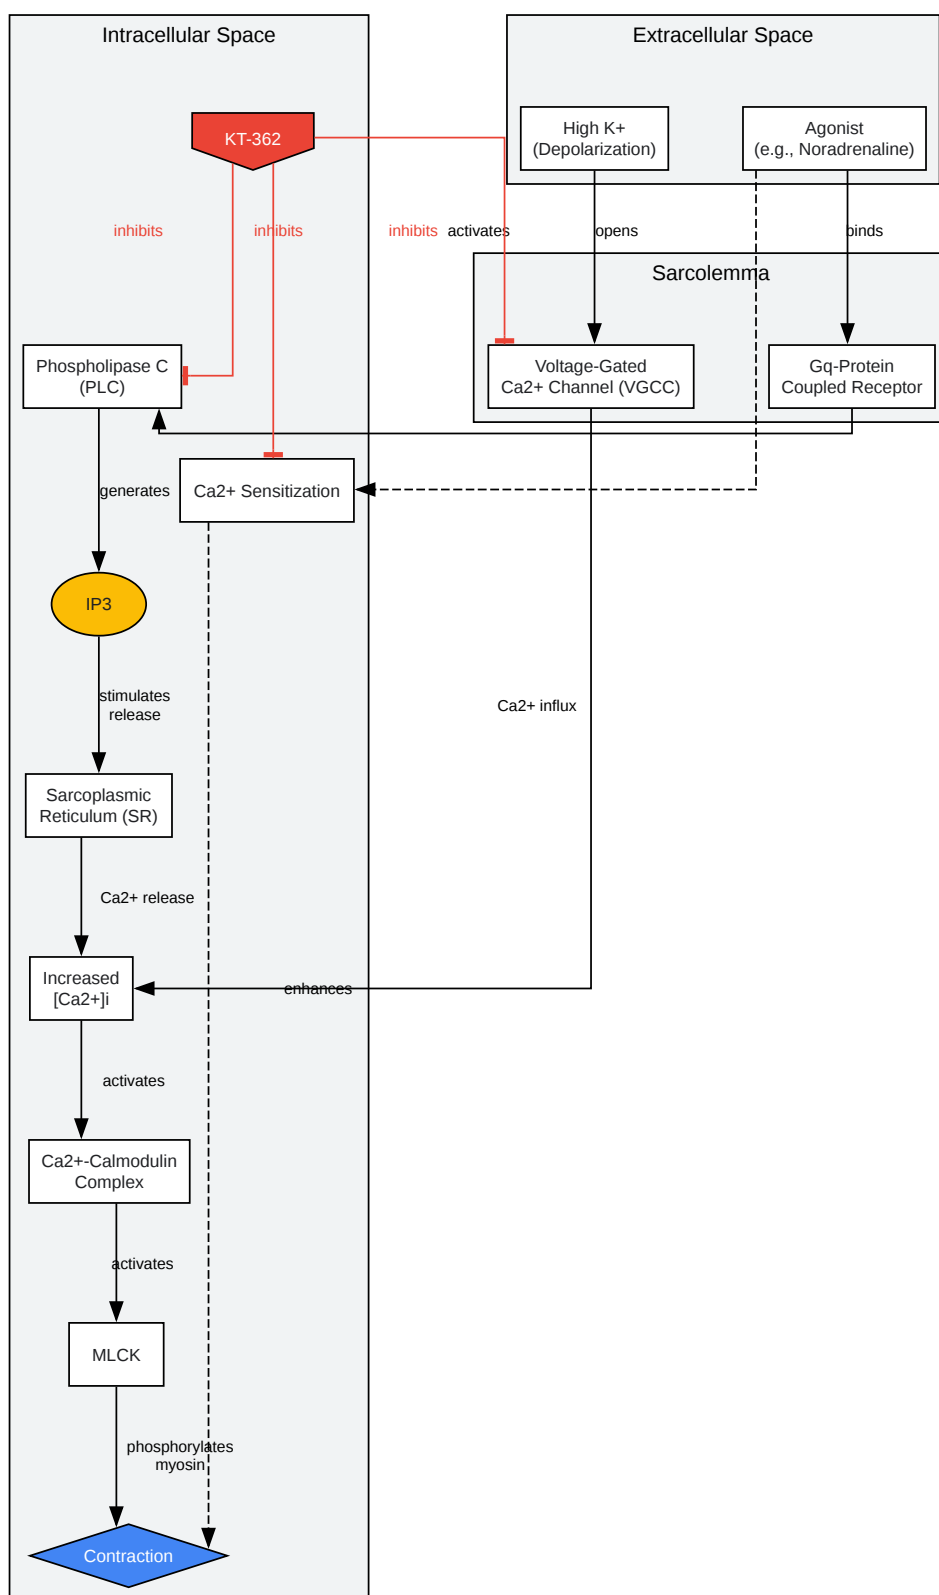 Intracellular Space
Extracellular Space
KT-362
High K+
(Depolarization)
Agonist
(e.g., Noradrenaline)
inhibits
inhibits
inhibits
activates
opens
binds
Sarcolemma
Phospholipase C
(PLC)
Voltage-Gated
Ca2+ Channel (VGCC)
Gq-Protein
Coupled Receptor
generates
Ca2+ Sensitization
IP3
stimulates
release
Ca2+ influx
Sarcoplasmic
Reticulum (SR)
Ca2+ release
Increased
[Ca2+]i
enhances
activates
Ca2+-Calmodulin
Complex
activates
MLCK
phosphorylates
myosin
Contraction